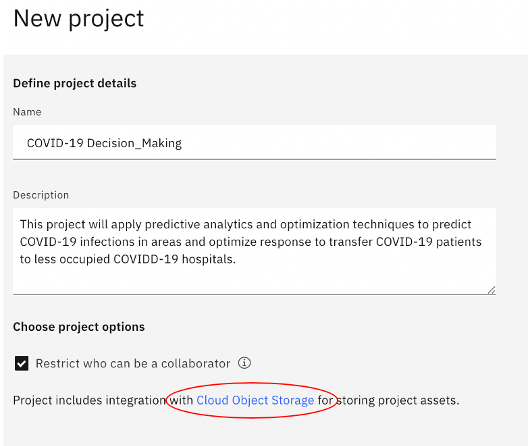 New project
Define project details
Name
COVID-19 Decision_Making
Description
This project will apply predictive analytics and optimization techniques to predict
COVID-19 infections in areas and optimize response to transfer COVID-19 patients
to less occupied COVIDD-19 hospitals.
Choose project options
Restrict who can be a collaborator
Project includes integration with Cloud Object Storage for storing project assets.